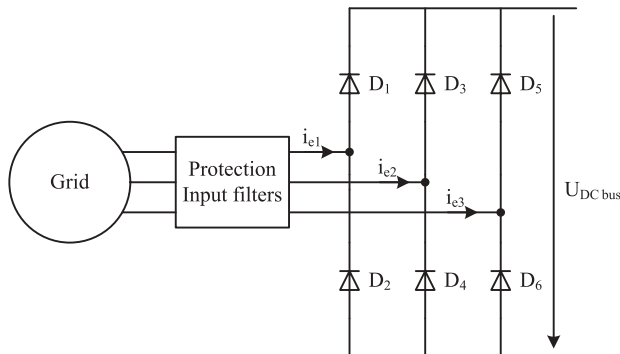 D1
D3
D5
ie1
Grid
Protection
Input filters
ie2
ie3
UDC bus
D2
D4
D6